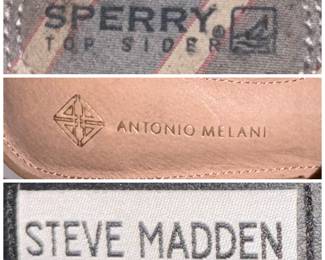 SPERRY®
TOP SIDER
ANTONIO MELANI
STEVE MADDEN